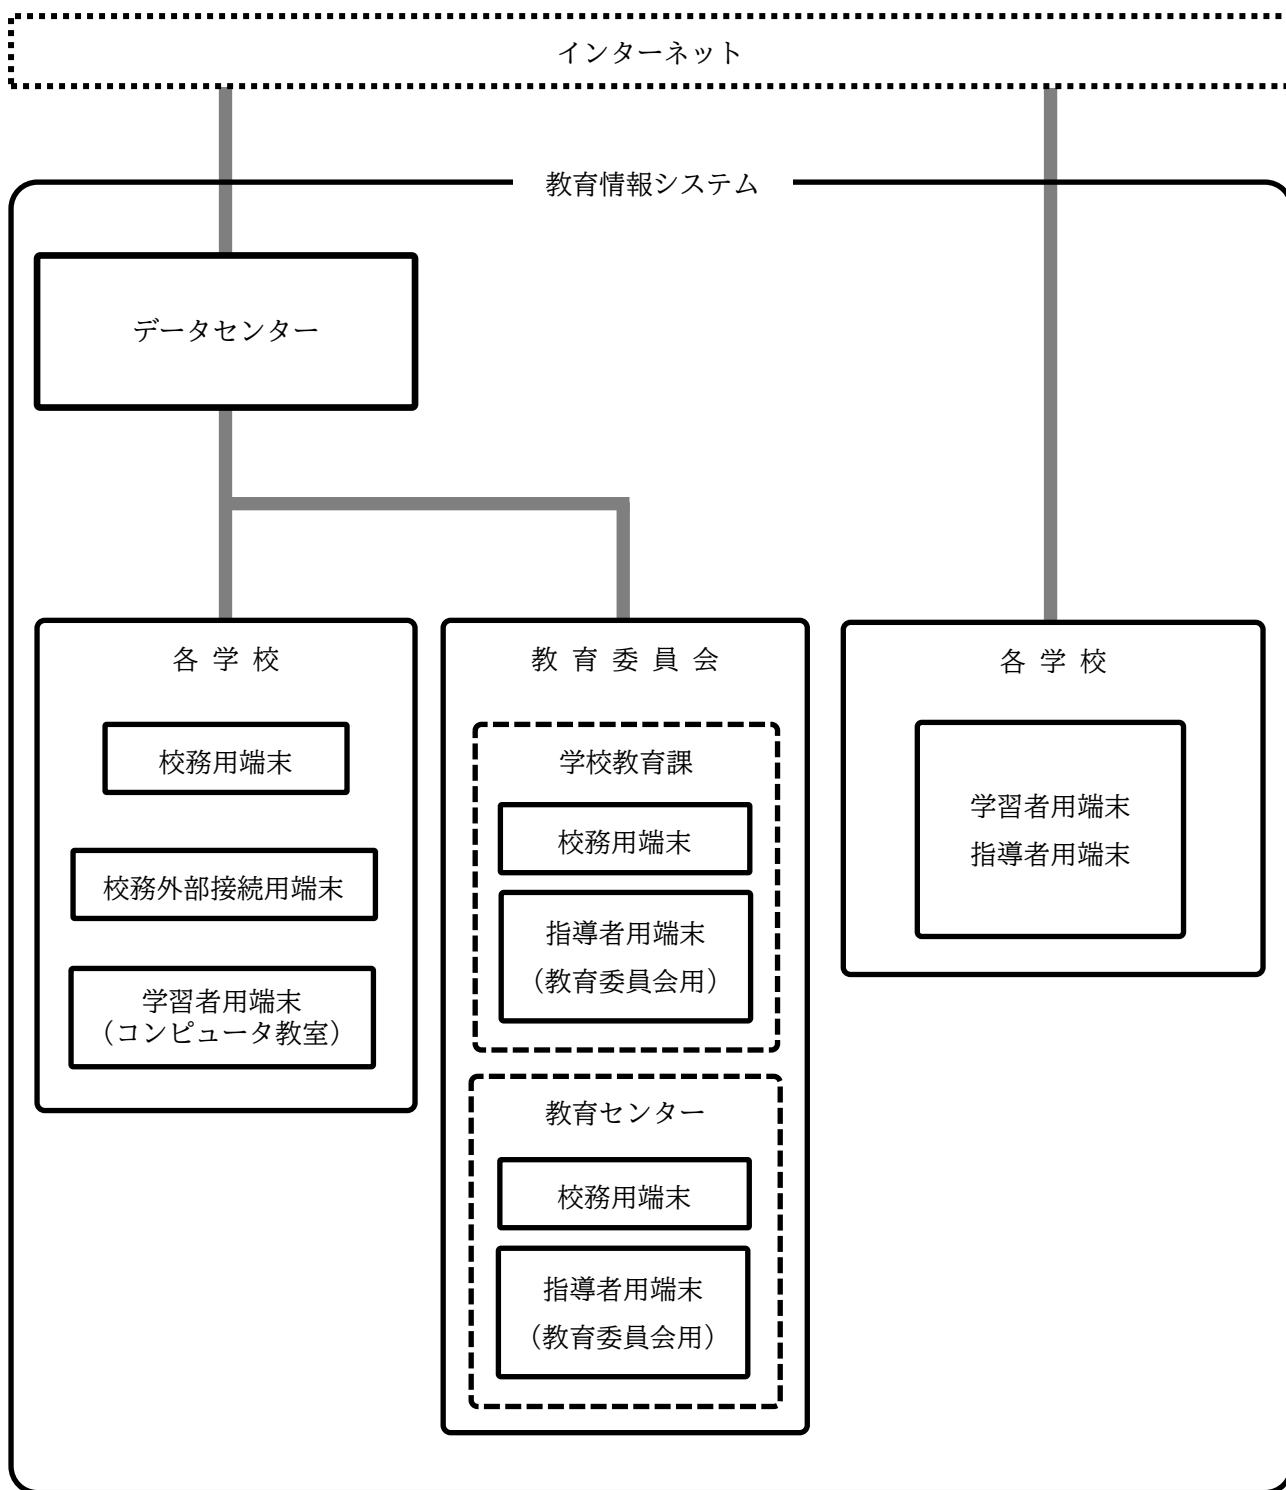 インターネット
教育情報システム
データセンター
各学校
校務用端末
校務外部接続用端末
学習者用端末
（コンピュータ教室）
教育委員会
学校教育課
校務用端末
指導者用端末
（教育委員会用）
教育センター
校務用端末
指導者用端末
（教育委員会用）
各学校
学習者用端末
指導者用端末